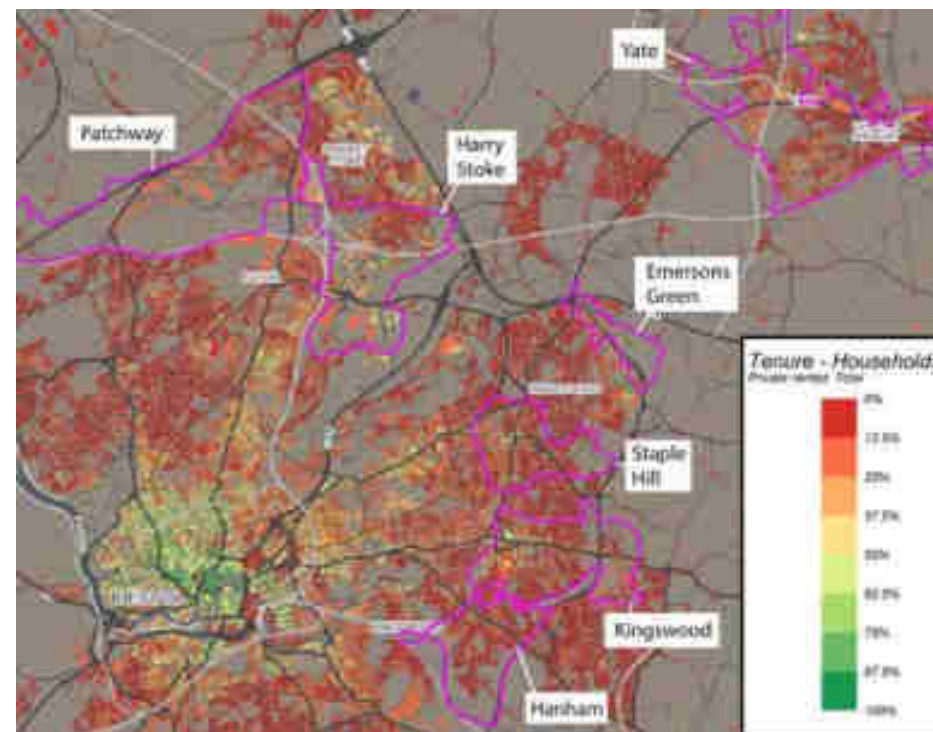 Yate
Patchway
Harry
Stoke
Emersons
Green
Tenure - Household
Private rented Total
0%
12.5%
25%
37.5%
50%
62.5%
75%
87.5%
100%
Staple
Hill
Kingswood
Hanham